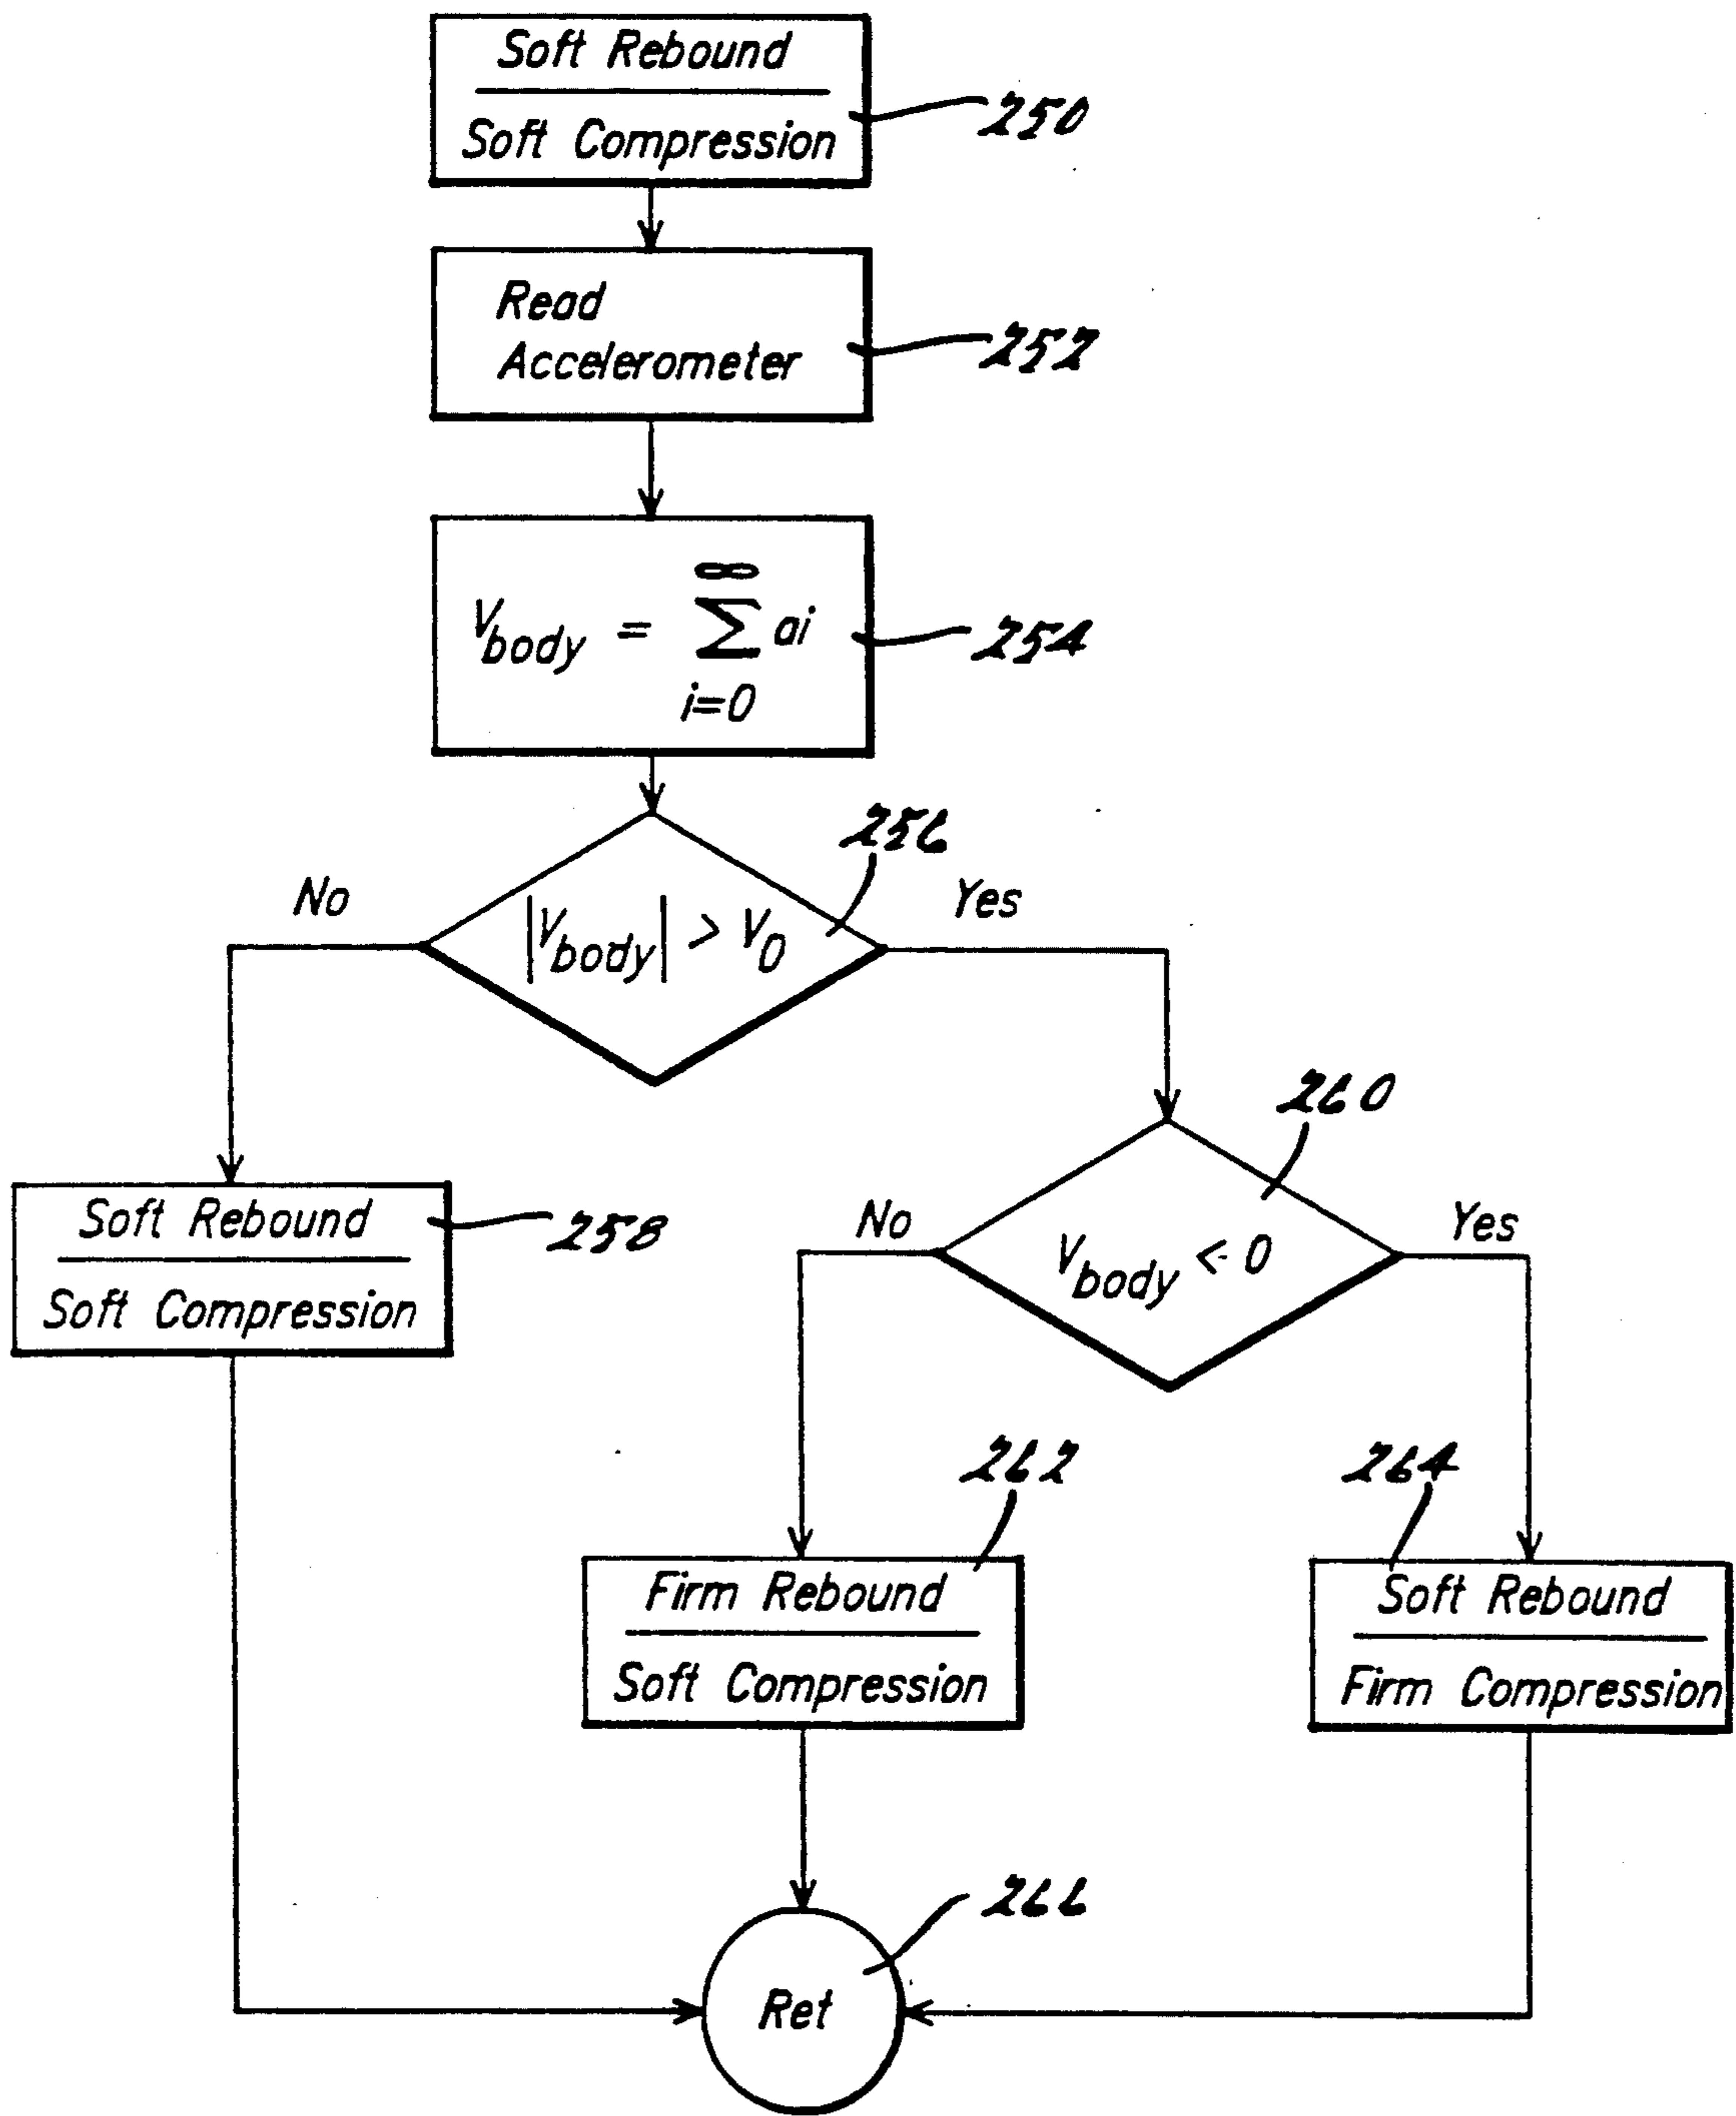 Soft Rebound
Soft Compression
250
Read
Accelerometer
252
∞
Vbody = Σ ai
i=0
254
256
No
Yes
|Vbody| > V0
260
Soft Rebound
Soft Compression
258
No
Yes
Vbody < 0
262
264
Firm Rebound
Soft Compression
Soft Rebound
Firm Compression
266
Ret